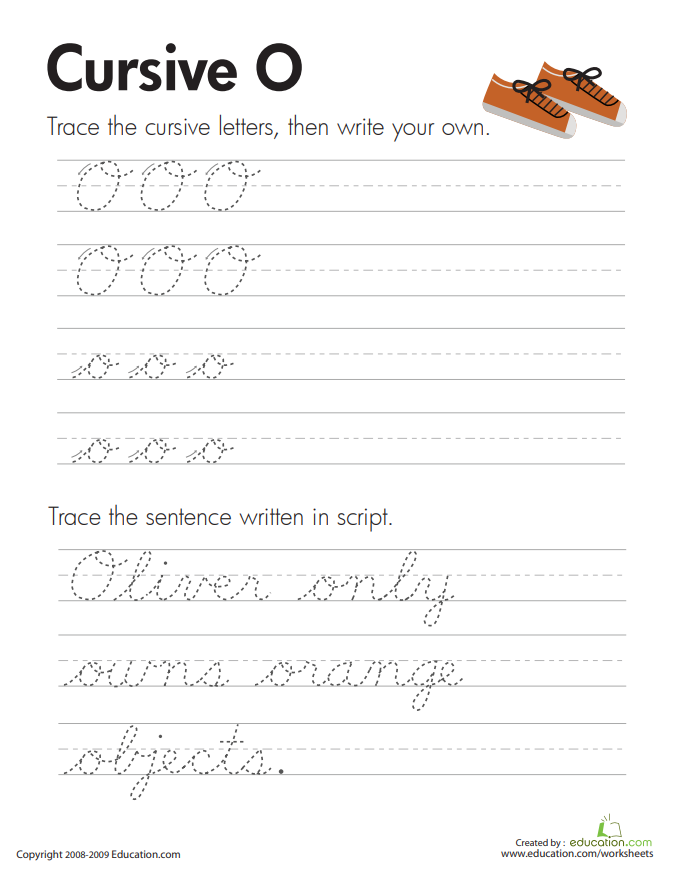 Cursive O
Trace the cursive letters, then write your own.
O O O
O O O
o o o
o o o
Trace the sentence written in script.
Oliver only
owns orange
objects.
Created by : education.com
Copyright 2008-2009 Education.com
www.education.com/worksheets